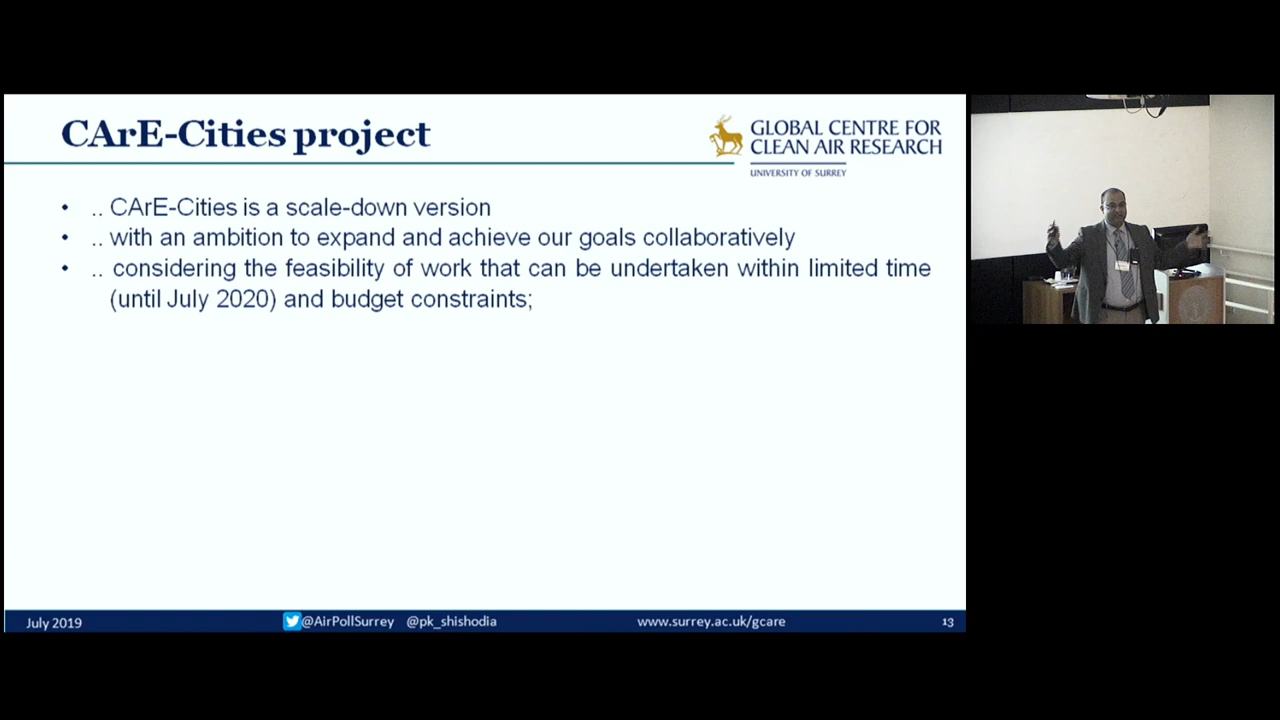 CArE-Cities project
GLOBAL CENTRE FOR
CLEAN AIR RESEARCH
UNIVERSITY OF SURREY
• .. CArE-Cities is a scale-down version
• .. with an ambition to expand and achieve our goals collaboratively
• .. considering the feasibility of work that can be undertaken within limited time
(until July 2020) and budget constraints;
July 2019
@AirPollSurrey @pk_shishodia
www.surrey.ac.uk/gcare
13